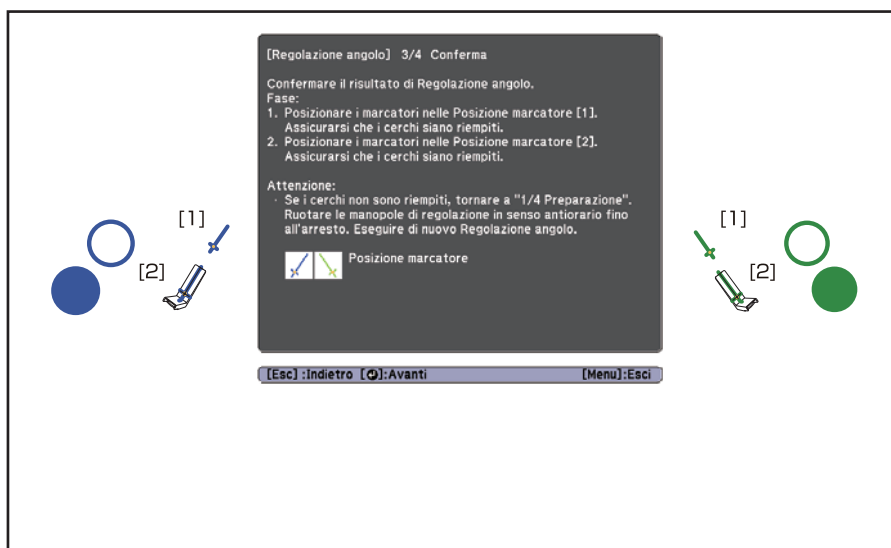 [Regolazione angolo] 3/4 Conferma
Confermare il risultato di Regolazione angolo.
Fase:
1. Posizionare i marcatori nelle Posizione marcatore [1].
Assicurarsi che i cerchi siano riempiti.
2. Posizionare i marcatori nelle Posizione marcatore [2].
Assicurarsi che i cerchi siano riempiti.
Attenzione:
· Se i cerchi non sono riempiti, tornare a "1/4 Preparazione".
Ruotare le manopole di regolazione in senso antiorario fino
all'arresto. Eseguire di nuovo Regolazione angolo.
[1]
[2]
[1]
[2]
Posizione marcatore
[Esc] :Indietro [⏎]:Avanti [Menu]:Esci